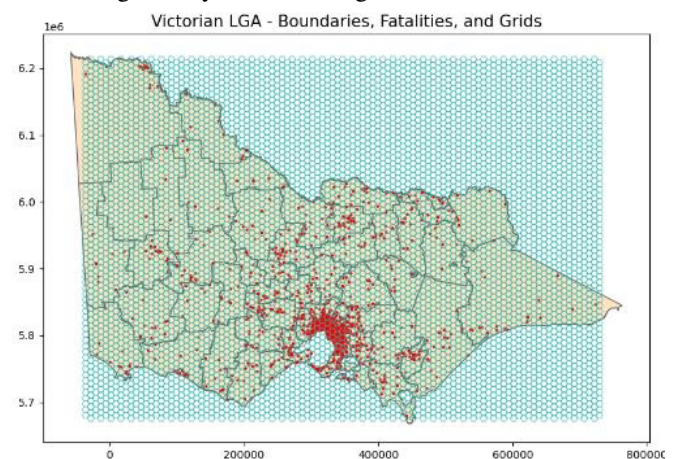 Victorian LGA - Boundaries, Fatalities, and Grids
1e6
6.2
6.1
6.0
5.9
5.8
5.7
0 200000 400000 600000 800000